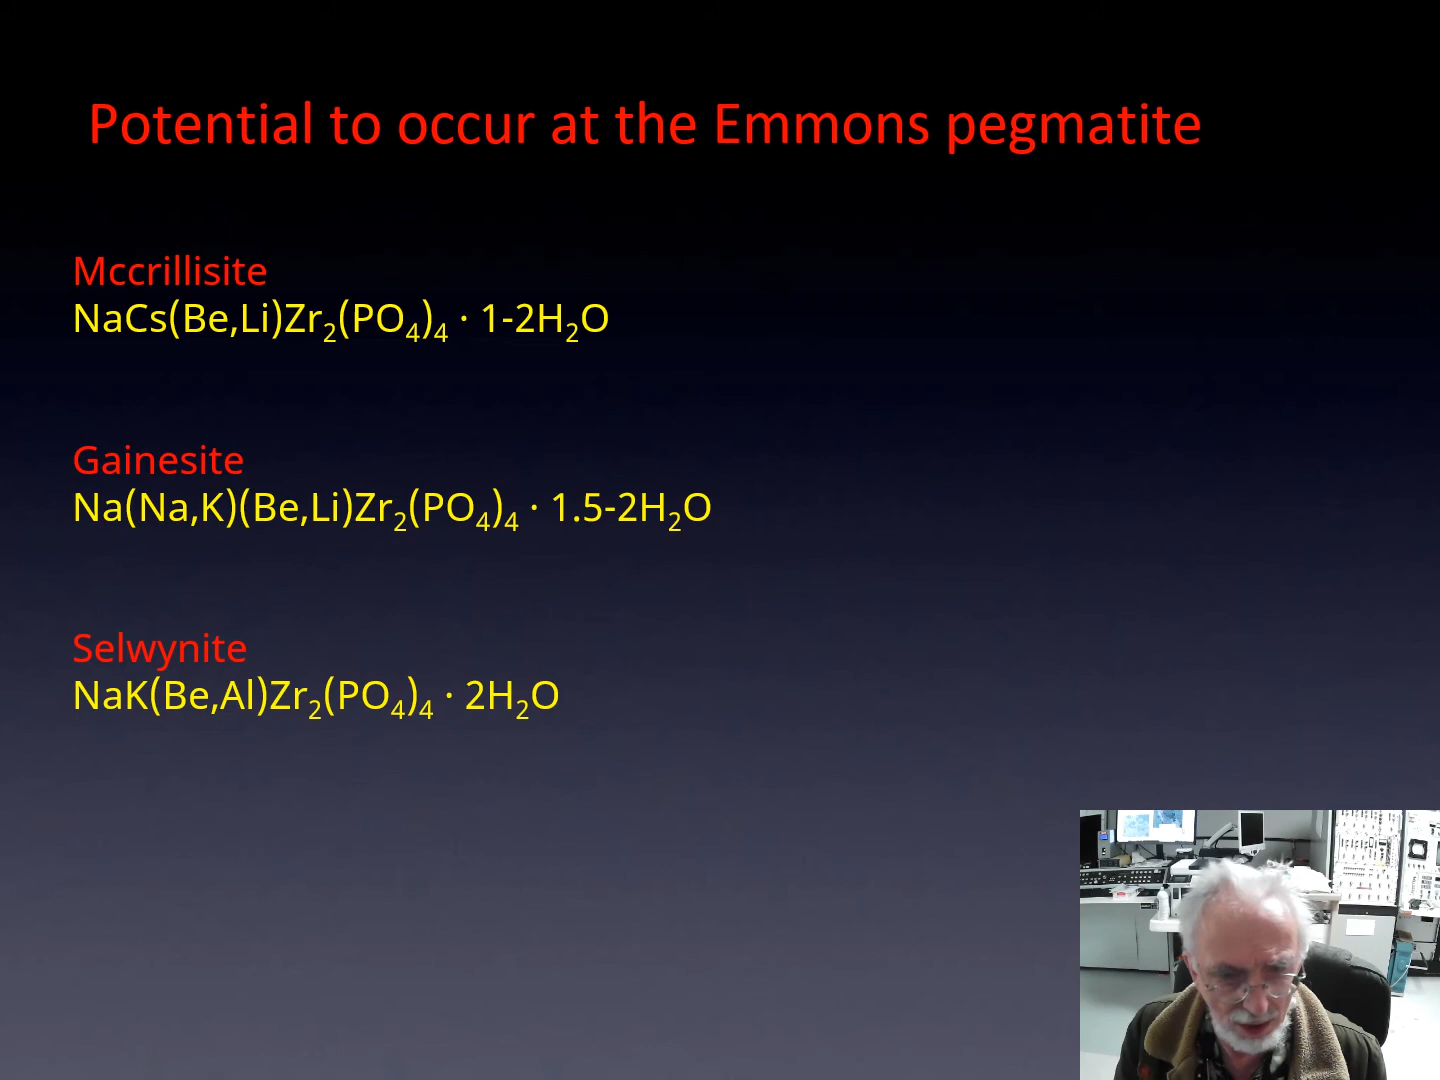 Potential to occur at the Emmons pegmatite
Mccrillisite
NaCs(Be,Li)Zr₂(PO₄)₄ · 1-2H₂O
Gainesite
Na(Na,K)(Be,Li)Zr₂(PO₄)₄ · 1.5-2H₂O
Selwynite
NaK(Be,Al)Zr₂(PO₄)₄ · 2H₂O